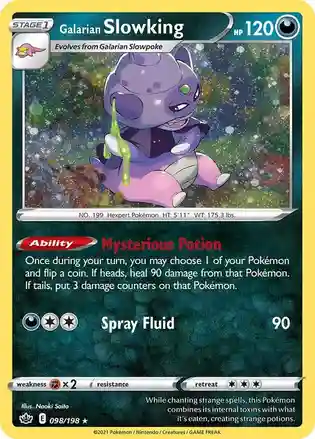 STAGE 1 Galarian Slowking HP 120
Evolves from Galarian Slowpoke
NO. 199 Hexpert Pokémon HT: 5'11" WT: 175.3 lbs.
Ability Mysterious Potion
Once during your turn, you may choose 1 of your Pokémon
and flip a coin. If heads, heal 90 damage from that Pokémon.
If tails, put 3 damage counters on that Pokémon.
Spray Fluid 90
weakness ×2 resistance retreat
Illus. Naoki Saito
E 098/198 ★
While chanting strange spells, this Pokémon
combines its internal toxins with what
it's eaten, creating strange potions.
©2021 Pokémon / Nintendo / Creatures / GAME FREAK